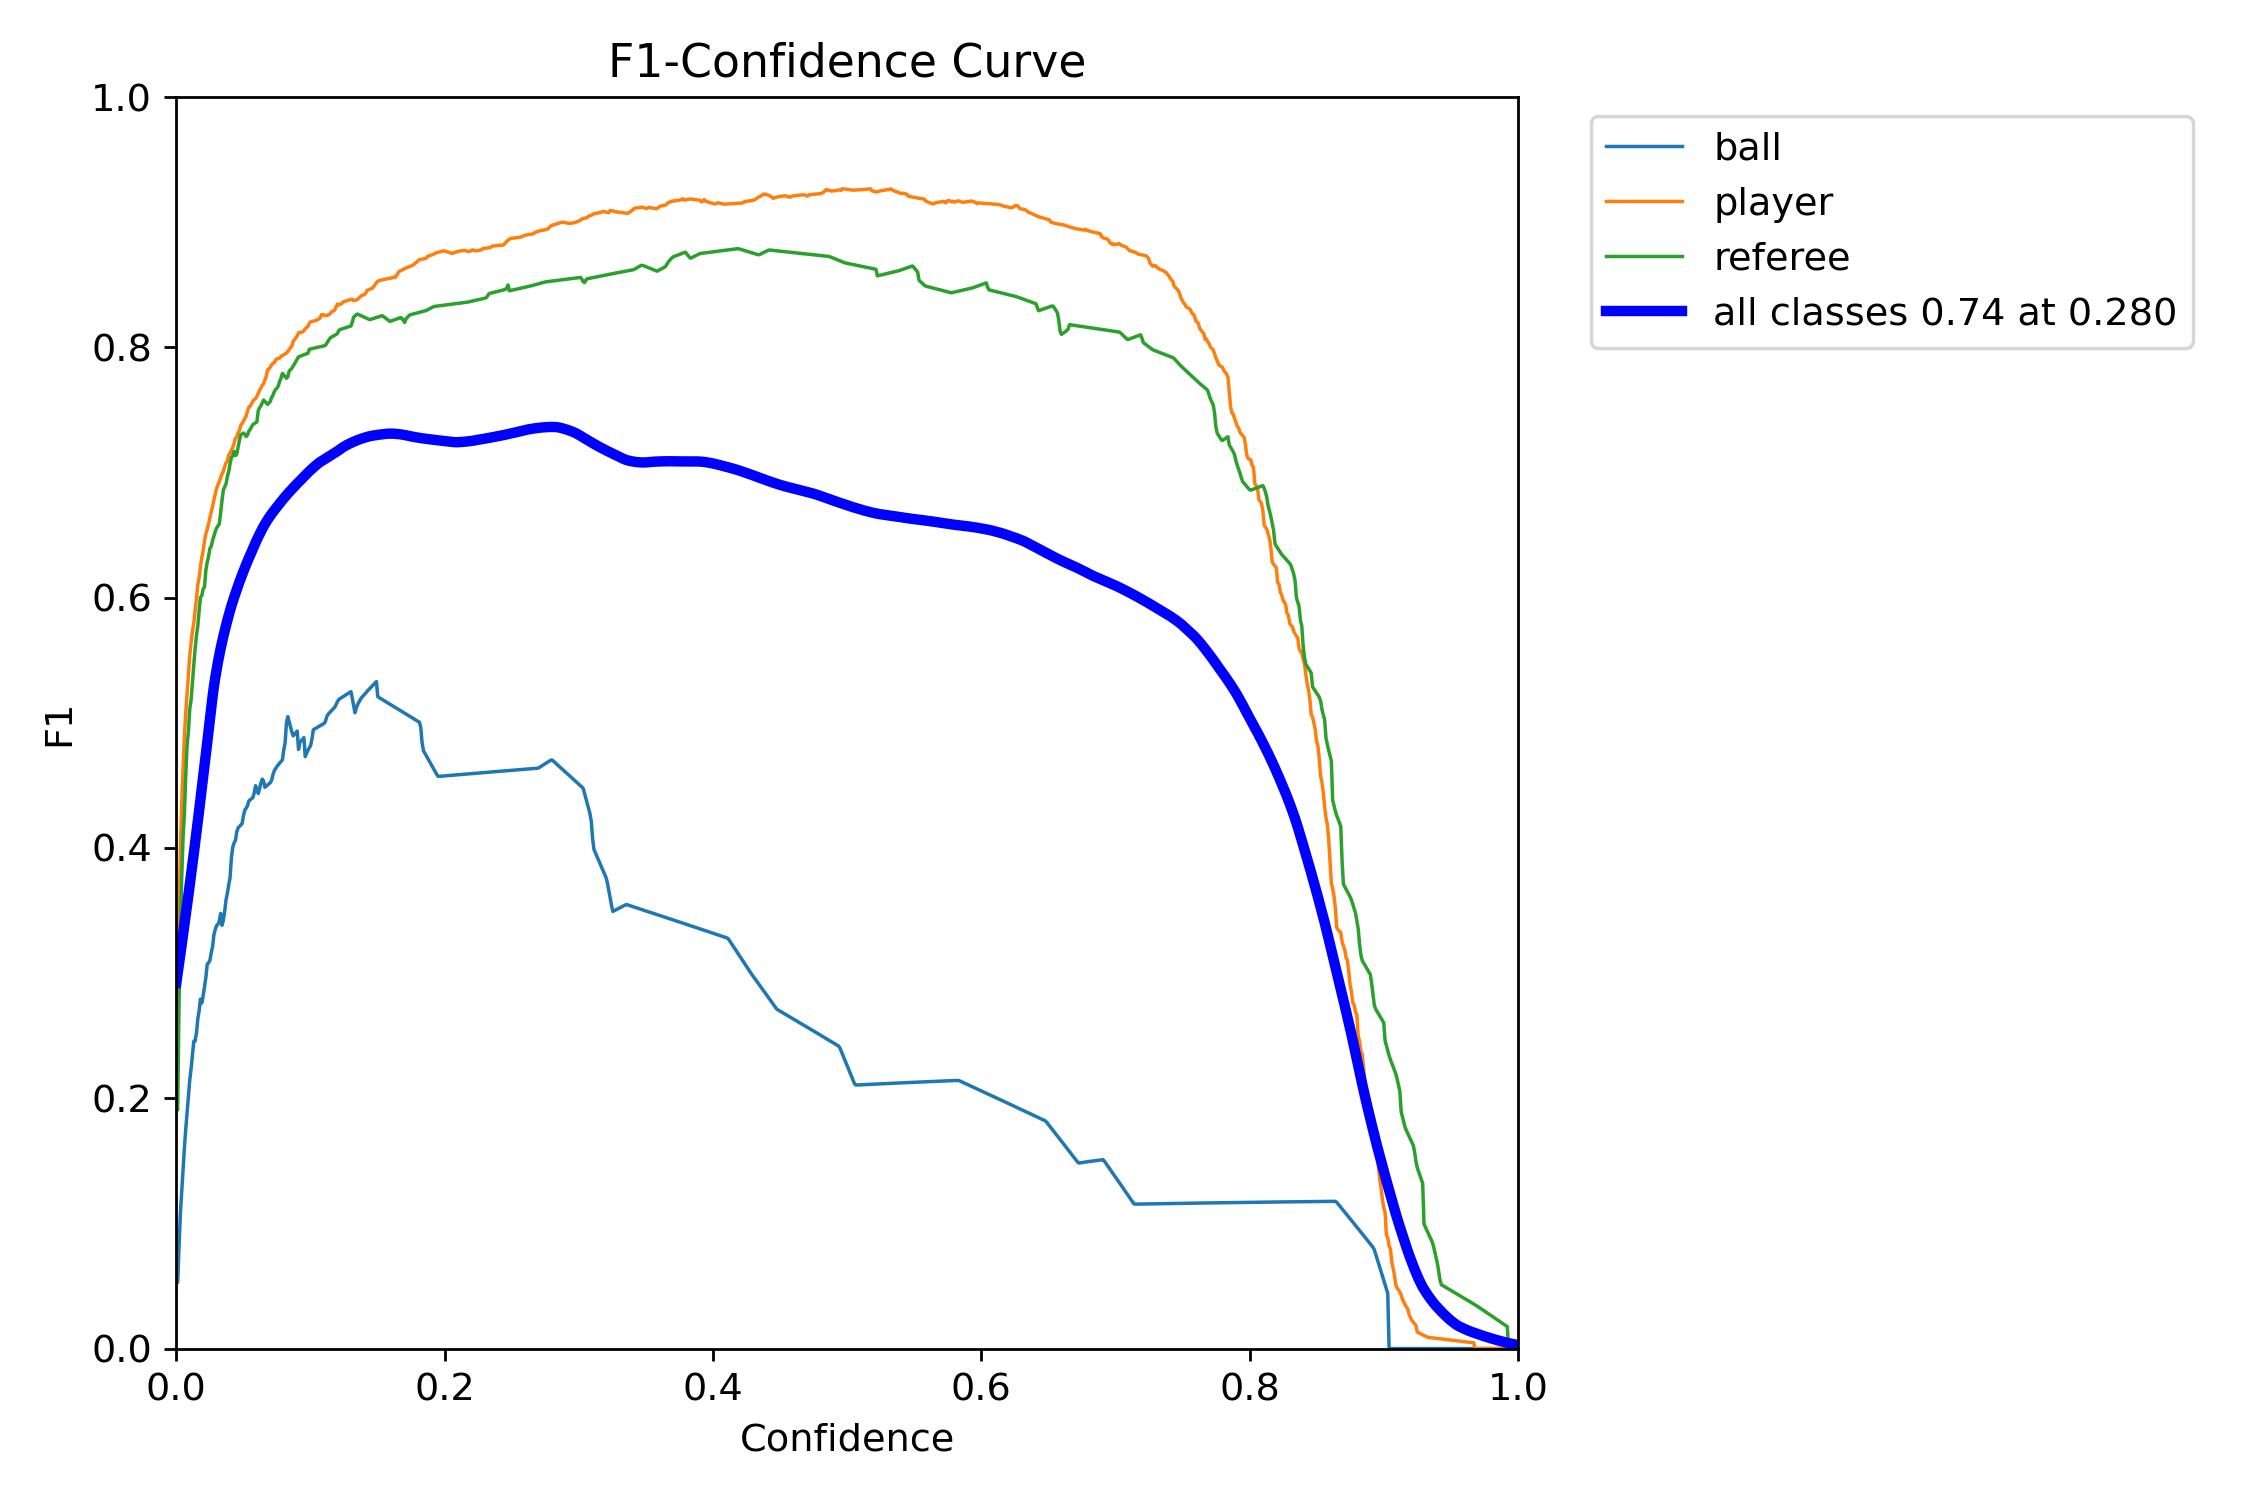 F1-Confidence Curve
1.0
0.8
0.6
0.4
0.2
0.0
F1
0.0 0.2 0.4 0.6 0.8 1.0
Confidence
ball
player
referee
all classes 0.74 at 0.280